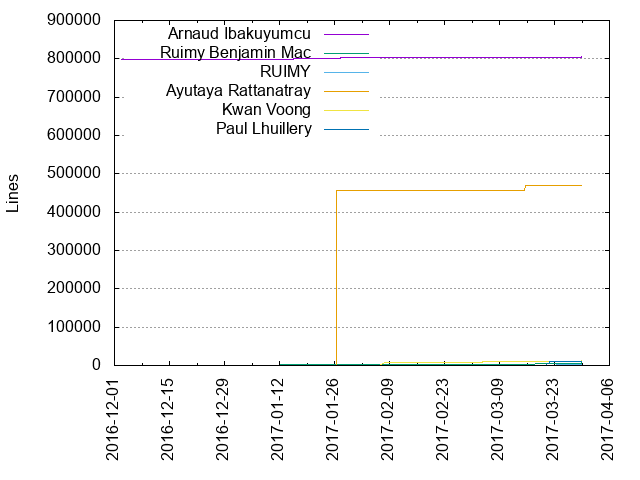 900000
800000
700000
600000
500000
400000
300000
200000
100000
0
Lines
Arnaud Ibakuyumcu
Ruimy Benjamin Mac
RUIMY
Ayutaya Rattanatray
Kwan Voong
Paul Lhuillery
2016-12-01
2016-12-15
2016-12-29
2017-01-12
2017-01-26
2017-02-09
2017-02-23
2017-03-09
2017-03-23
2017-04-06